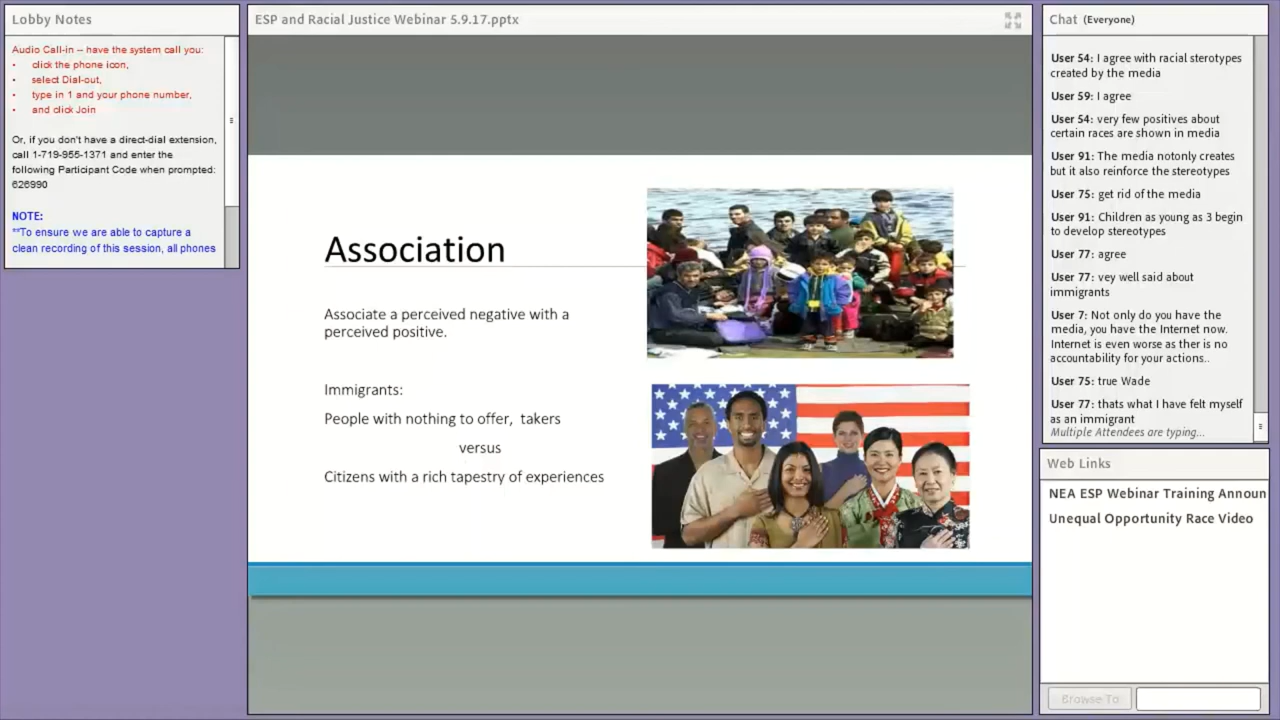 Lobby Notes
Audio Call-in -- have the system call you:
• click the phone icon,
• select Dial-out,
• type in 1 and your phone number,
• and click Join
Or, if you don't have a direct-dial extension,
call 1-719-955-1371 and enter the
following Participant Code when prompted:
626990
NOTE:
**To ensure we are able to capture a
clean recording of this session, all phones
ESP and Racial Justice Webinar 5.9.17.pptx
Association
Associate a perceived negative with a
perceived positive.
Immigrants:
People with nothing to offer, takers
versus
Citizens with a rich tapestry of experiences
Chat (Everyone)
User 54: I agree with racial sterotypes
created by the media
User 59: I agree
User 54: very few positives about
certain races are shown in media
User 91: The media notonly creates
but it also reinforce the stereotypes
User 75: get rid of the media
User 91: Children as young as 3 begin
to develop stereotypes
User 77: agree
User 77: vey well said about
immigrants
User 7: Not only do you have the
media, you have the Internet now.
Internet is even worse as ther is no
accountability for your actions..
User 75: true Wade
User 77: thats what I have felt myself
as an immigrant
Multiple Attendees are typing...
Web Links
NEA ESP Webinar Training Announ
Unequal Opportunity Race Video
Browse To